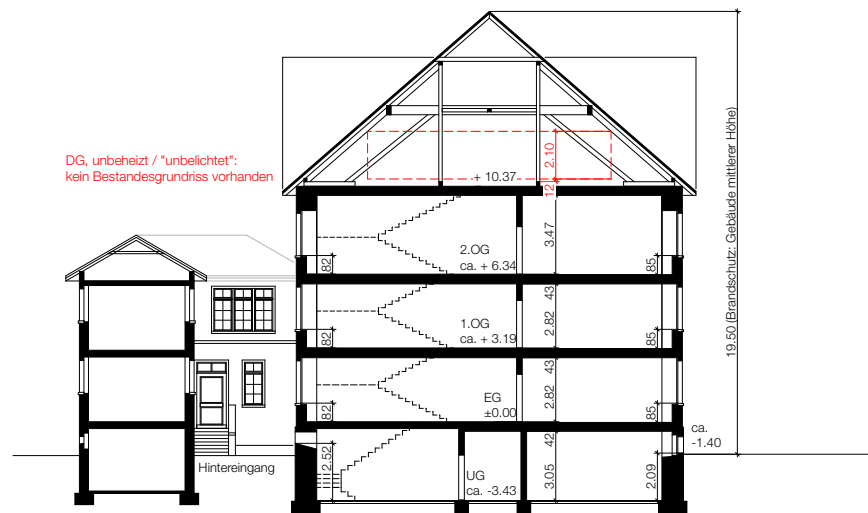 DG, unbeheizt / "unbelichtet":
kein Bestandesgrundriss vorhanden
+ 10.37
2.10
12
3.47
2.OG
ca. + 6.34
82
85
43
1.OG
ca. + 3.19
2.82
82
85
43
EG
±0.00
2.82
82
85
42
UG
ca. -3.43
2.52
3.05
2.09
ca.
-1.40
Hintereingang
19.50 (Brandschutz: Gebäude mittlerer Höhe)